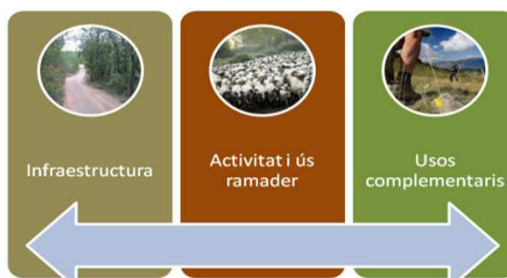 Infraestructura
Activitat i ús
ramader
Usos
complementaris